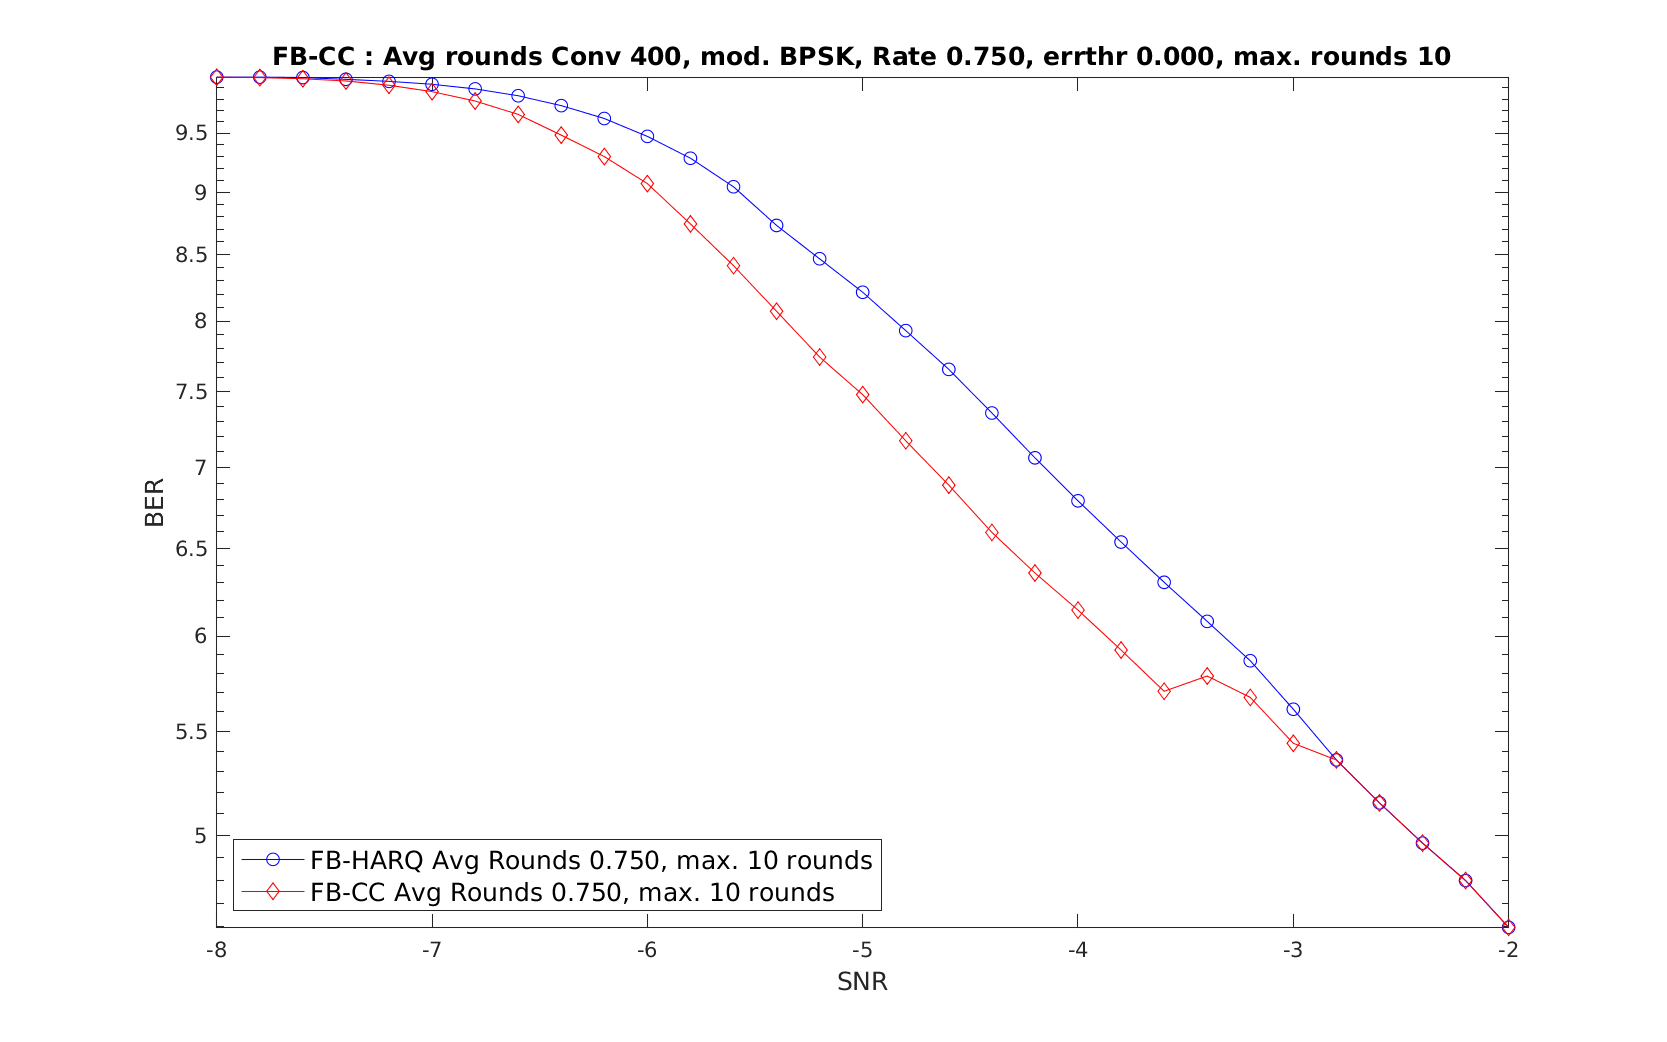 FB-CC : Avg rounds Conv 400, mod. BPSK, Rate 0.750, errthr 0.000, max. rounds 10
9.5
9
8.5
8
7.5
7
6.5
6
5.5
5
BER
FB-HARQ Avg Rounds 0.750, max. 10 rounds
FB-CC Avg Rounds 0.750, max. 10 rounds
-8 -7 -6 -5 -4 -3 -2
SNR